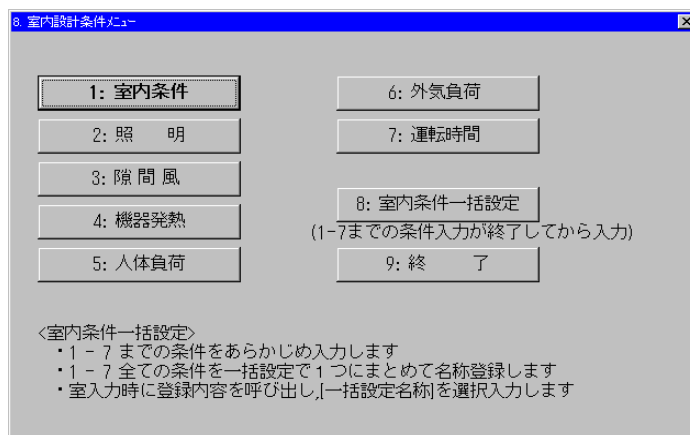 8. 室内設計条件メニュー
1: 室内条件
2: 照　　明
3: 隙 間 風
4: 機器発熱
5: 人体負荷
6: 外気負荷
7: 運転時間
8: 室内条件一括設定
(1-7までの条件入力が終了してから入力)
9: 終　　了
<室内条件一括設定>
・1 - 7 までの条件をあらかじめ入力します
・1 - 7 全ての条件を一括設定で 1 つにまとめて名称登録します
・室入力時に登録内容を呼び出し,[一括設定名称]を選択入力します